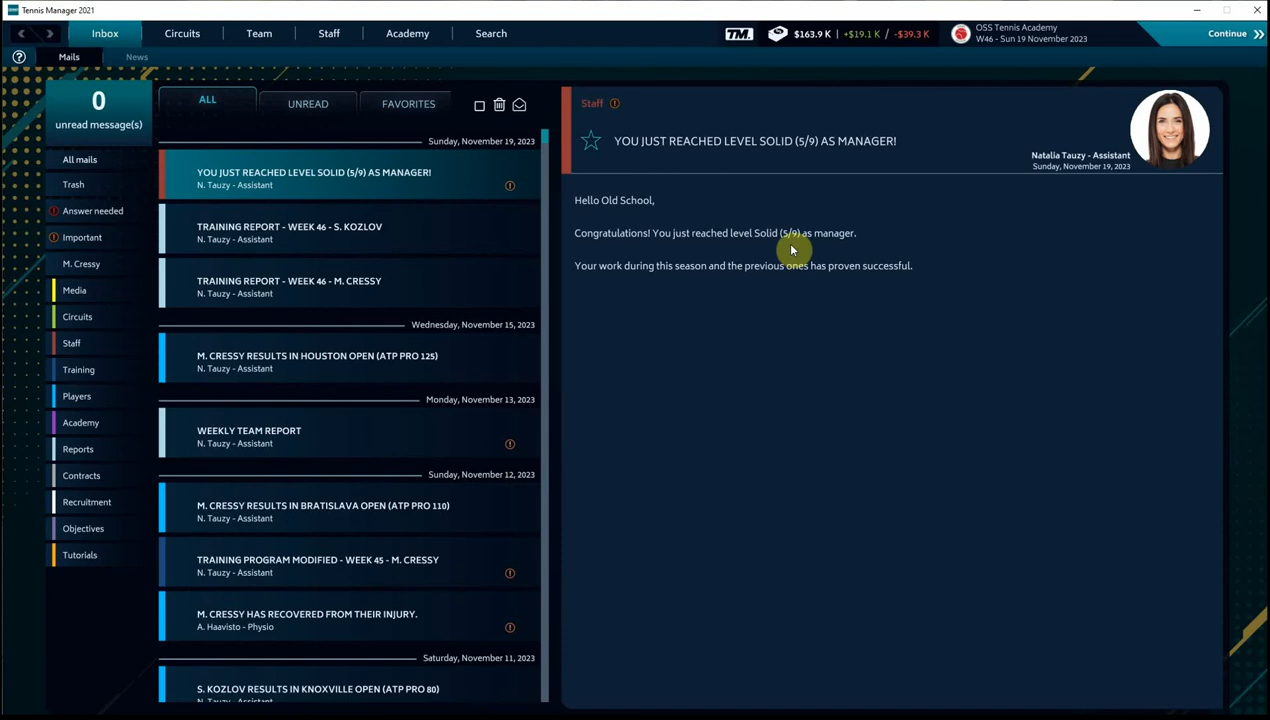 Tennis Manager 2021
Inbox
Circuits
Team
Staff
Academy
Search
TM.
$163.9 K
+$19.1 K / -$39.3 K
OSS Tennis Academy
W46 - Sun 19 November 2023
Continue
Mails
News
0
unread message(s)
All mails
Trash
Answer needed
Important
M. Cressy
Media
Circuits
Staff
Training
Players
Academy
Reports
Contracts
Recruitment
Objectives
Tutorials
ALL
UNREAD
FAVORITES
Sunday, November 19, 2023
YOU JUST REACHED LEVEL SOLID (5/9) AS MANAGER!
N. Tauzy - Assistant
TRAINING REPORT - WEEK 46 - S. KOZLOV
N. Tauzy - Assistant
TRAINING REPORT - WEEK 46 - M. CRESSY
N. Tauzy - Assistant
Wednesday, November 15, 2023
M. CRESSY RESULTS IN HOUSTON OPEN (ATP PRO 125)
N. Tauzy - Assistant
Monday, November 13, 2023
WEEKLY TEAM REPORT
N. Tauzy - Assistant
Sunday, November 12, 2023
M. CRESSY RESULTS IN BRATISLAVA OPEN (ATP PRO 110)
N. Tauzy - Assistant
TRAINING PROGRAM MODIFIED - WEEK 45 - M. CRESSY
N. Tauzy - Assistant
M. CRESSY HAS RECOVERED FROM THEIR INJURY.
A. Haavisto - Physio
Saturday, November 11, 2023
S. KOZLOV RESULTS IN KNOXVILLE OPEN (ATP PRO 80)
N. Tauzy - Assistant
Staff
YOU JUST REACHED LEVEL SOLID (5/9) AS MANAGER!
Natalia Tauzy - Assistant
Sunday, November 19, 2023
Hello Old School,
Congratulations! You just reached level Solid (5/9) as manager.
Your work during this season and the previous ones has proven successful.